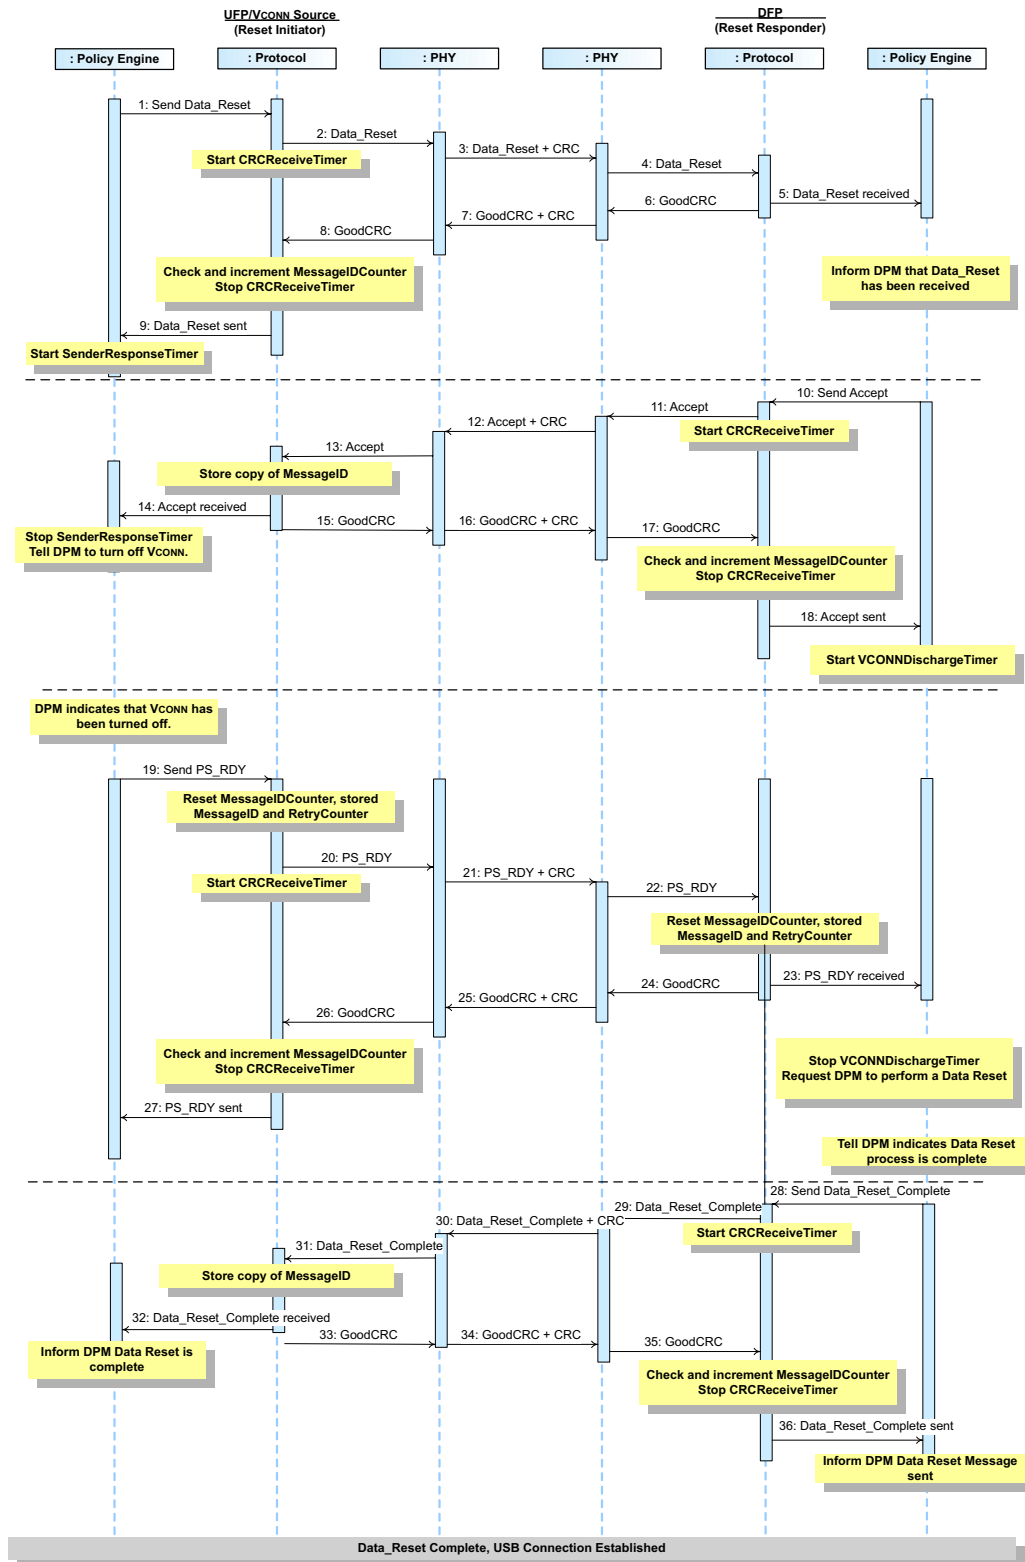 UFP/VCONN Source
(Reset Initiator)
DFP
(Reset Responder)
: Policy Engine
: Protocol
: PHY
: PHY
: Protocol
: Policy Engine
1: Send Data_Reset
2: Data_Reset
Start CRCReceiveTimer
3: Data_Reset + CRC
4: Data_Reset
5: Data_Reset received
6: GoodCRC
7: GoodCRC + CRC
8: GoodCRC
Check and increment MessageIDCounter
Stop CRCReceiveTimer
Inform DPM that Data_Reset
has been received
9: Data_Reset sent
Start SenderResponseTimer
10: Send Accept
11: Accept
Start CRCReceiveTimer
12: Accept + CRC
13: Accept
Store copy of MessageID
14: Accept received
15: GoodCRC
16: GoodCRC + CRC
17: GoodCRC
Stop SenderResponseTimer
Tell DPM to turn off VCONN.
Check and increment MessageIDCounter
Stop CRCReceiveTimer
18: Accept sent
Start VCONNDischargeTimer
DPM indicates that VCONN has
been turned off.
19: Send PS_RDY
Reset MessageIDCounter, stored
MessageID and RetryCounter
20: PS_RDY
Start CRCReceiveTimer
21: PS_RDY + CRC
22: PS_RDY
Reset MessageIDCounter, stored
MessageID and RetryCounter
23: PS_RDY received
24: GoodCRC
25: GoodCRC + CRC
26: GoodCRC
Check and increment MessageIDCounter
Stop CRCReceiveTimer
Stop VCONNDischargeTimer
Request DPM to perform a Data Reset
27: PS_RDY sent
Tell DPM indicates Data Reset
process is complete
28: Send Data_Reset_Complete
29: Data_Reset_Complete
Start CRCReceiveTimer
30: Data_Reset_Complete + CRC
31: Data_Reset_Complete
Store copy of MessageID
32: Data_Reset_Complete received
33: GoodCRC
34: GoodCRC + CRC
35: GoodCRC
Inform DPM Data Reset is
complete
Check and increment MessageIDCounter
Stop CRCReceiveTimer
36: Data_Reset_Complete sent
Inform DPM Data Reset Message
sent
Data_Reset Complete, USB Connection Established